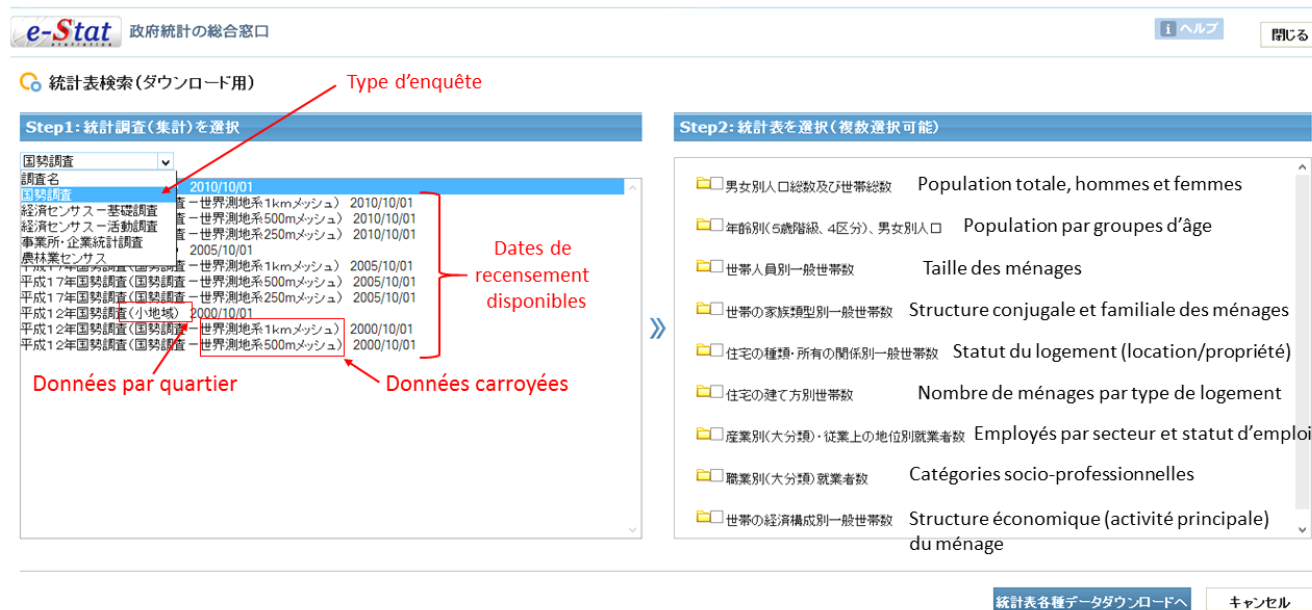 e-Stat 政府統計の総合窓口
statistics
ヘルプ
閉じる
統計表検索(ダウンロード用)
Type d'enquête
Step1:統計調査(集計)を選択
国勢調査
調査名
国勢調査
経済センサス－基礎調査
経済センサス－活動調査
事業所・企業統計調査
農林業センサス
2010/10/01
査－世界測地系1kmメッシュ) 2010/10/01
査－世界測地系500mメッシュ) 2010/10/01
査－世界測地系250mメッシュ) 2010/10/01
2005/10/01
平成17年国勢調査(国勢調査－世界測地系1kmメッシュ) 2005/10/01
平成17年国勢調査(国勢調査－世界測地系500mメッシュ) 2005/10/01
平成17年国勢調査(国勢調査－世界測地系250mメッシュ) 2005/10/01
平成12年国勢調査(小地域) 2000/10/01
平成12年国勢調査(国勢調査－世界測地系1kmメッシュ) 2000/10/01
平成12年国勢調査(国勢調査－世界測地系500mメッシュ) 2000/10/01
Dates de
recensement
disponibles
Données par quartier
Données carroyées
Step2:統計表を選択(複数選択可能)
男女別人口総数及び世帯総数 Population totale, hommes et femmes
年齢別(5歳階級、4区分)、男女別人口 Population par groupes d'âge
世帯人員別一般世帯数 Taille des ménages
世帯の家族類型別一般世帯数 Structure conjugale et familiale des ménages
住宅の種類・所有の関係別一般世帯数 Statut du logement (location/propriété)
住宅の建て方別世帯数 Nombre de ménages par type de logement
産業別(大分類)・従業上の地位別就業者数 Employés par secteur et statut d'emploi
職業別(大分類)就業者数 Catégories socio-professionnelles
世帯の経済構成別一般世帯数 Structure économique (activité principale)
du ménage
統計表各種データダウンロードへ
キャンセル